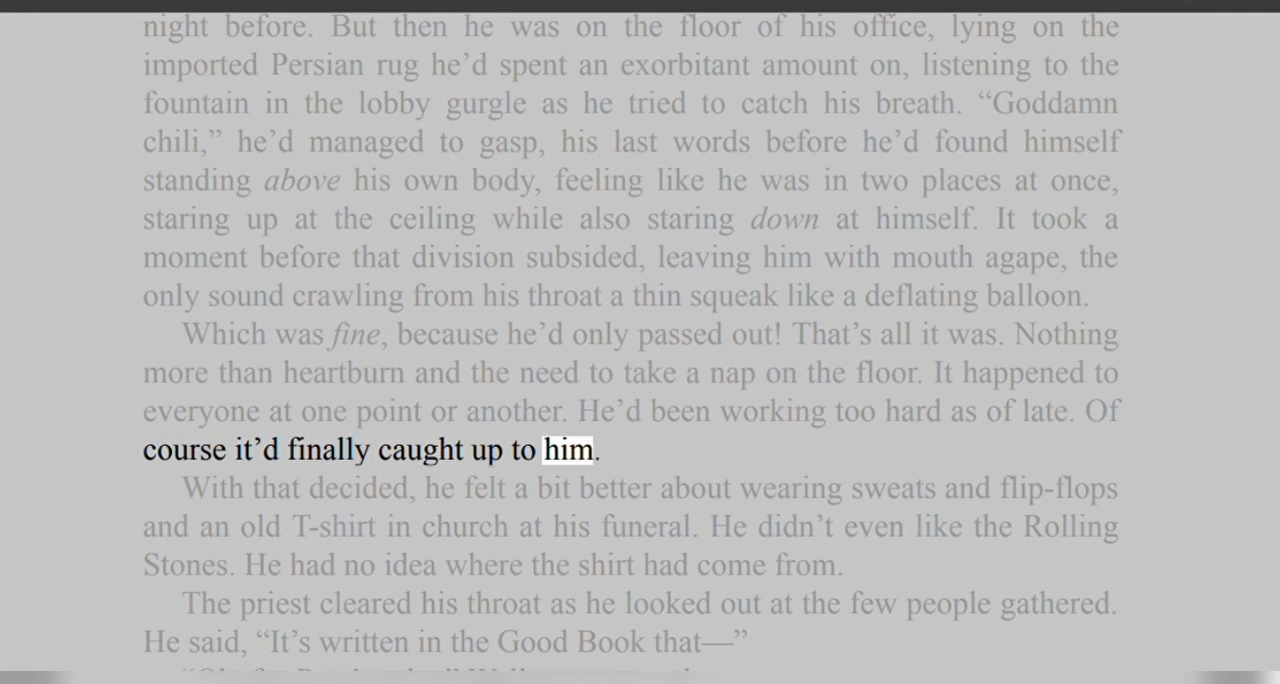 night before. But then he was on the floor of his office, lying on the
imported Persian rug he’d spent an exorbitant amount on, listening to the
fountain in the lobby gurgle as he tried to catch his breath. “Goddamn
chili,” he’d managed to gasp, his last words before he’d found himself
standing above his own body, feeling like he was in two places at once,
staring up at the ceiling while also staring down at himself. It took a
moment before that division subsided, leaving him with mouth agape, the
only sound crawling from his throat a thin squeak like a deflating balloon.
Which was fine, because he’d only passed out! That’s all it was. Nothing
more than heartburn and the need to take a nap on the floor. It happened to
everyone at one point or another. He’d been working too hard as of late. Of
course it’d finally caught up to him.
With that decided, he felt a bit better about wearing sweats and flip-flops
and an old T-shirt in church at his funeral. He didn’t even like the Rolling
Stones. He had no idea where the shirt had come from.
The priest cleared his throat as he looked out at the few people gathered.
He said, “It’s written in the Good Book that—”